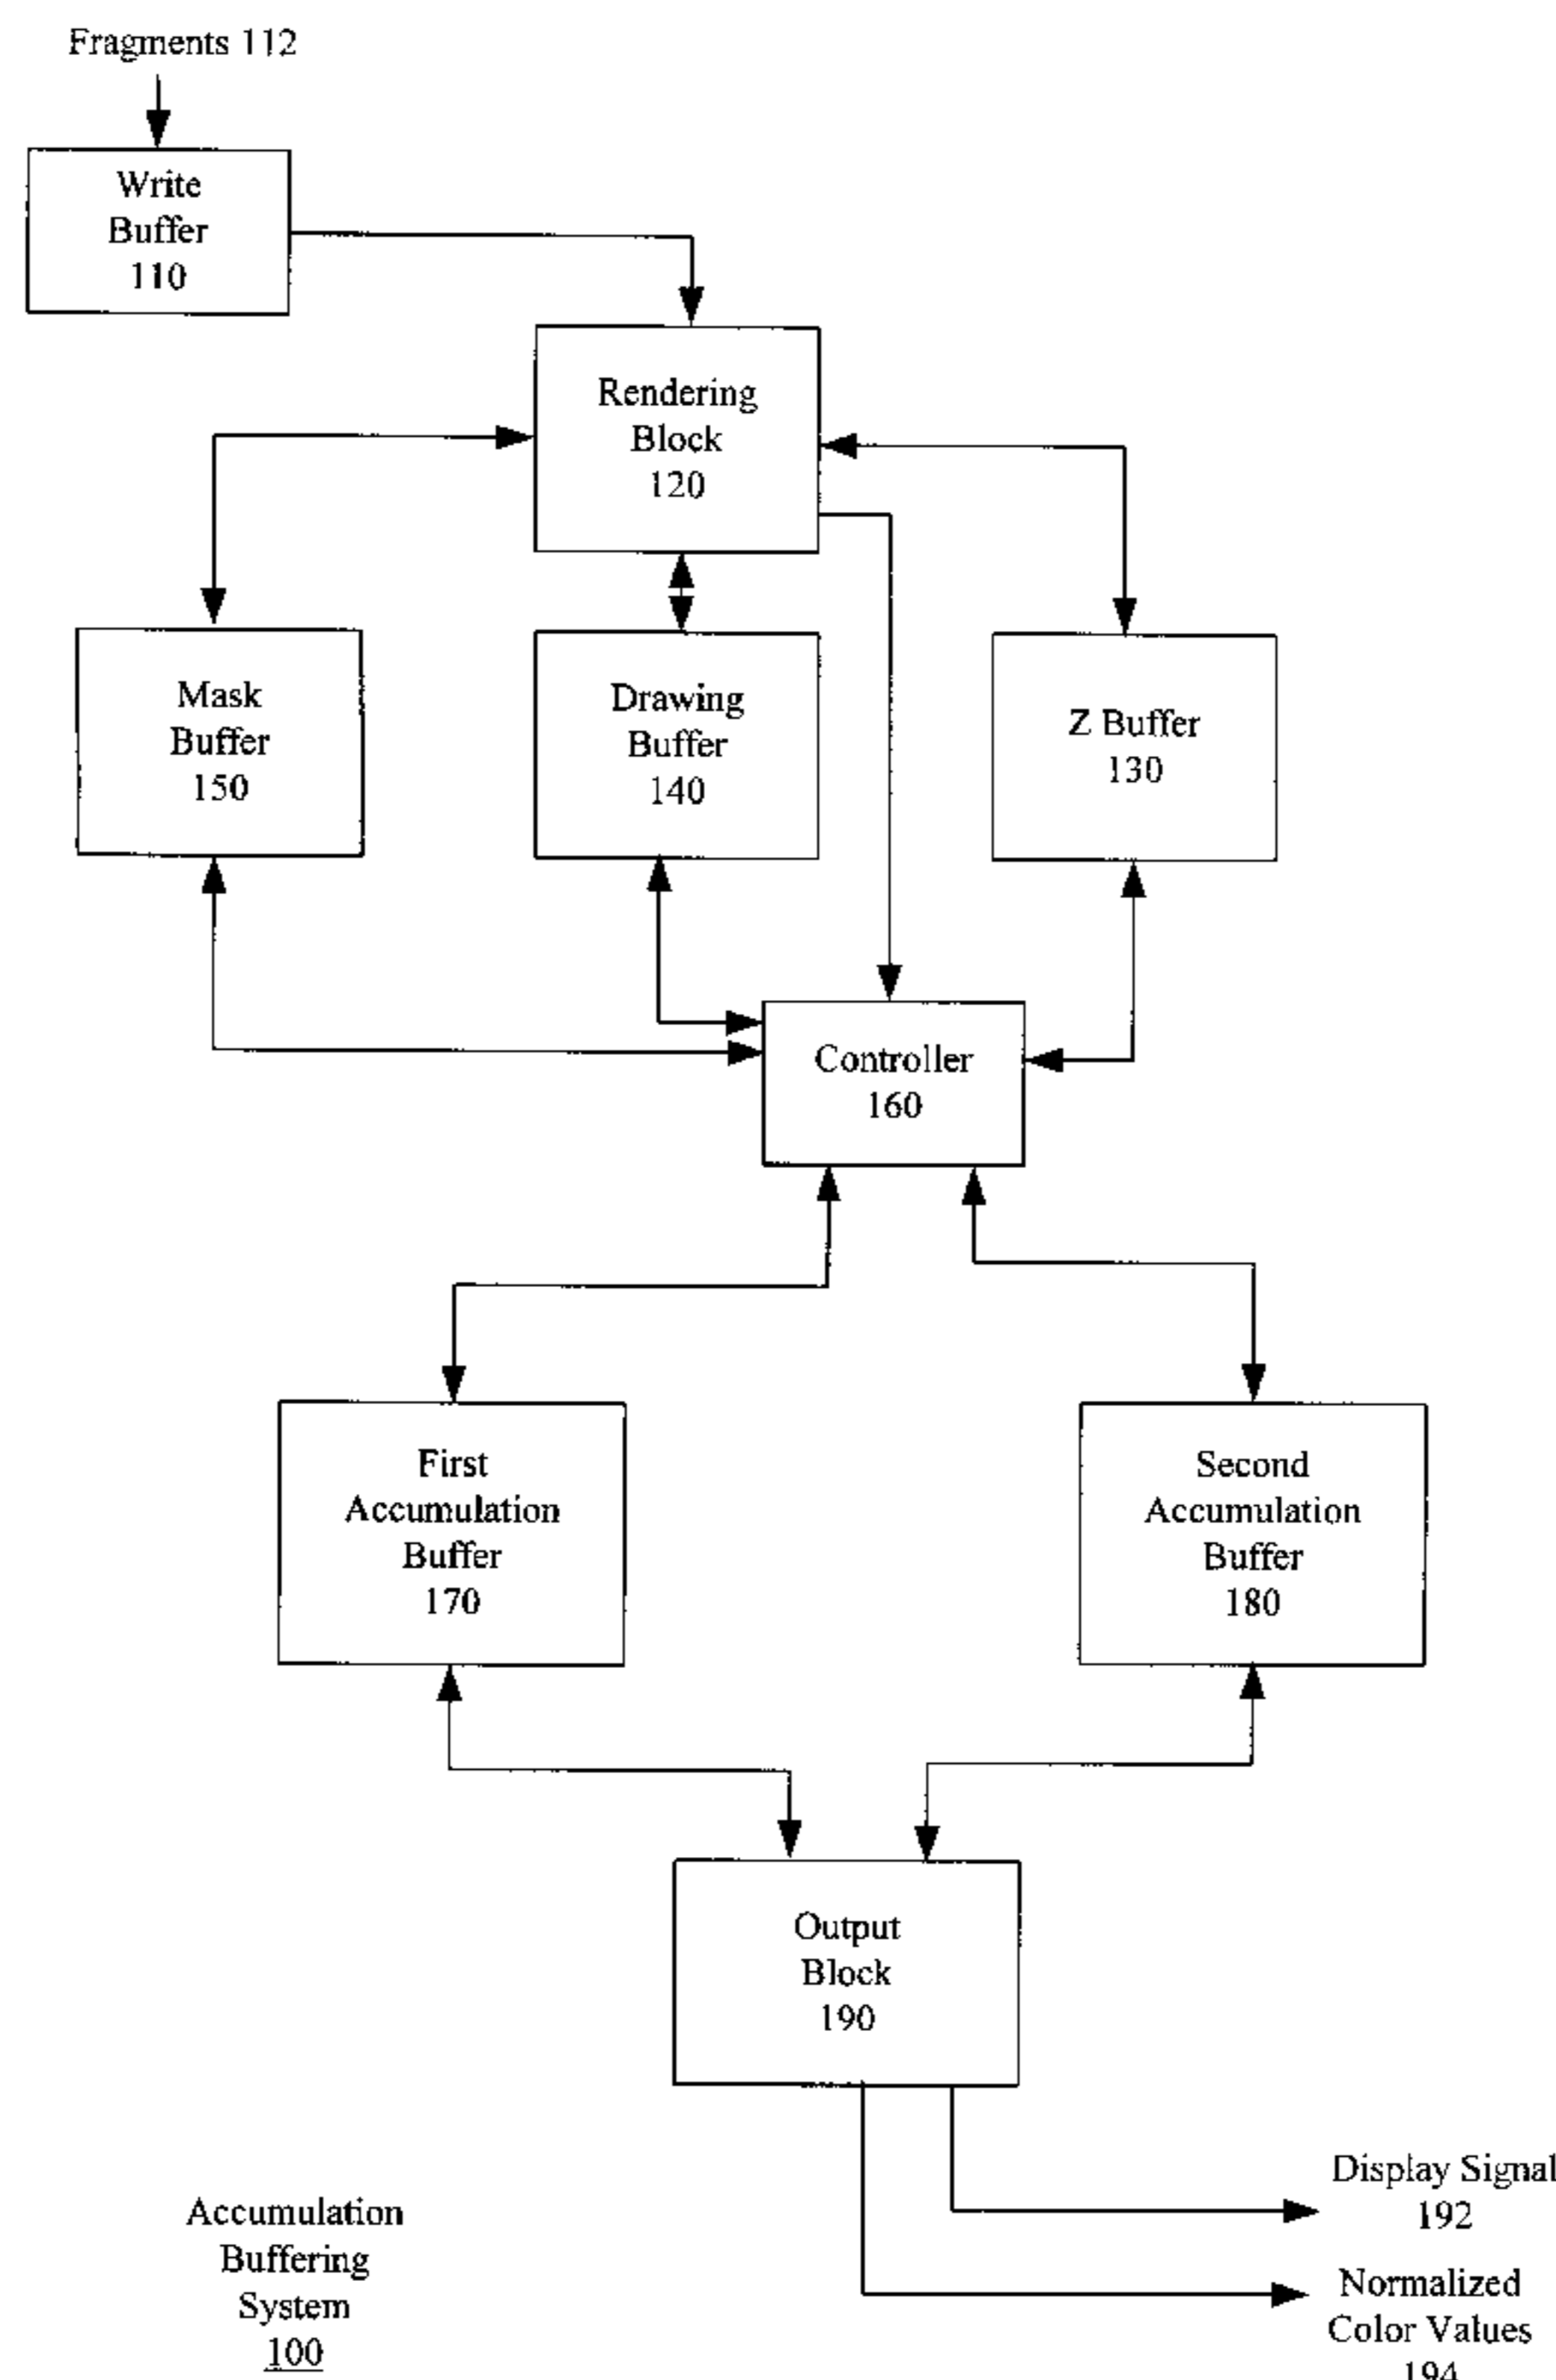 Fragments 112
Write
Buffer
110
Rendering
Block
120
Mask
Buffer
150
Drawing
Buffer
140
Z Buffer
130
Controller
160
First
Accumulation
Buffer
170
Second
Accumulation
Buffer
180
Output
Block
190
Display Signal
192
Accumulation
Buffering
System
100
Normalized
Color Values
194